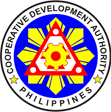 COOPERATIVE DEVELOPMENT AUTHORITY
PHILIPPINES